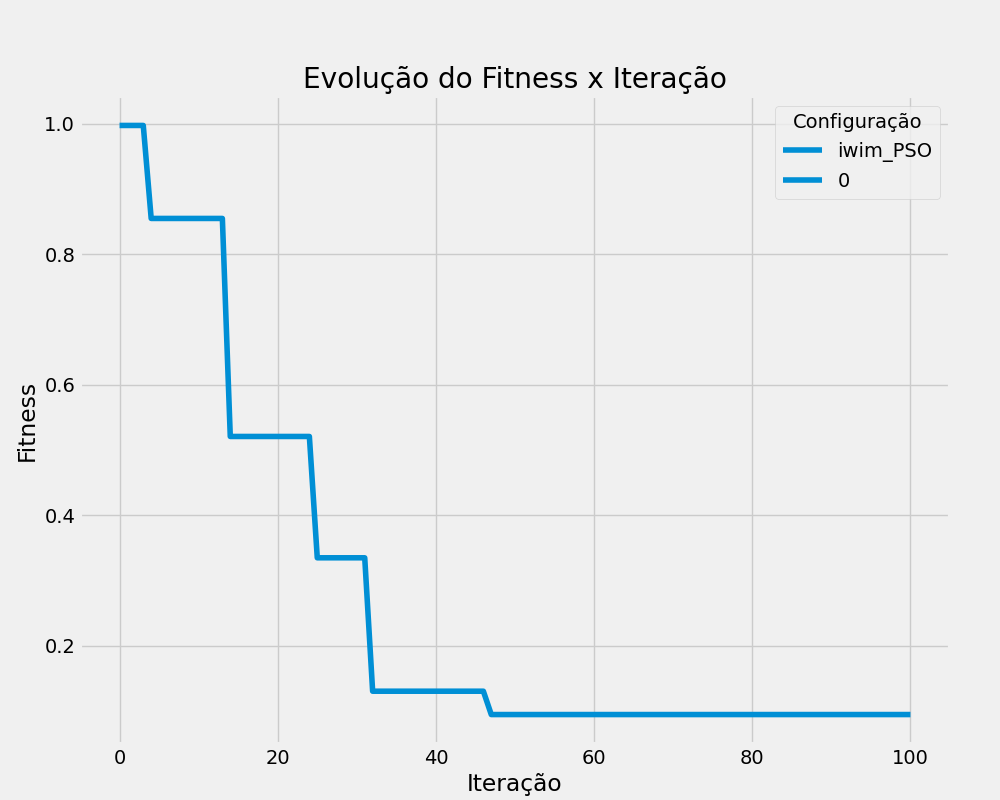 Evolução do Fitness x Iteração
Configuração
iwim_PSO
0
Fitness
1.0
0.8
0.6
0.4
0.2
0 20 40 60 80 100
Iteração